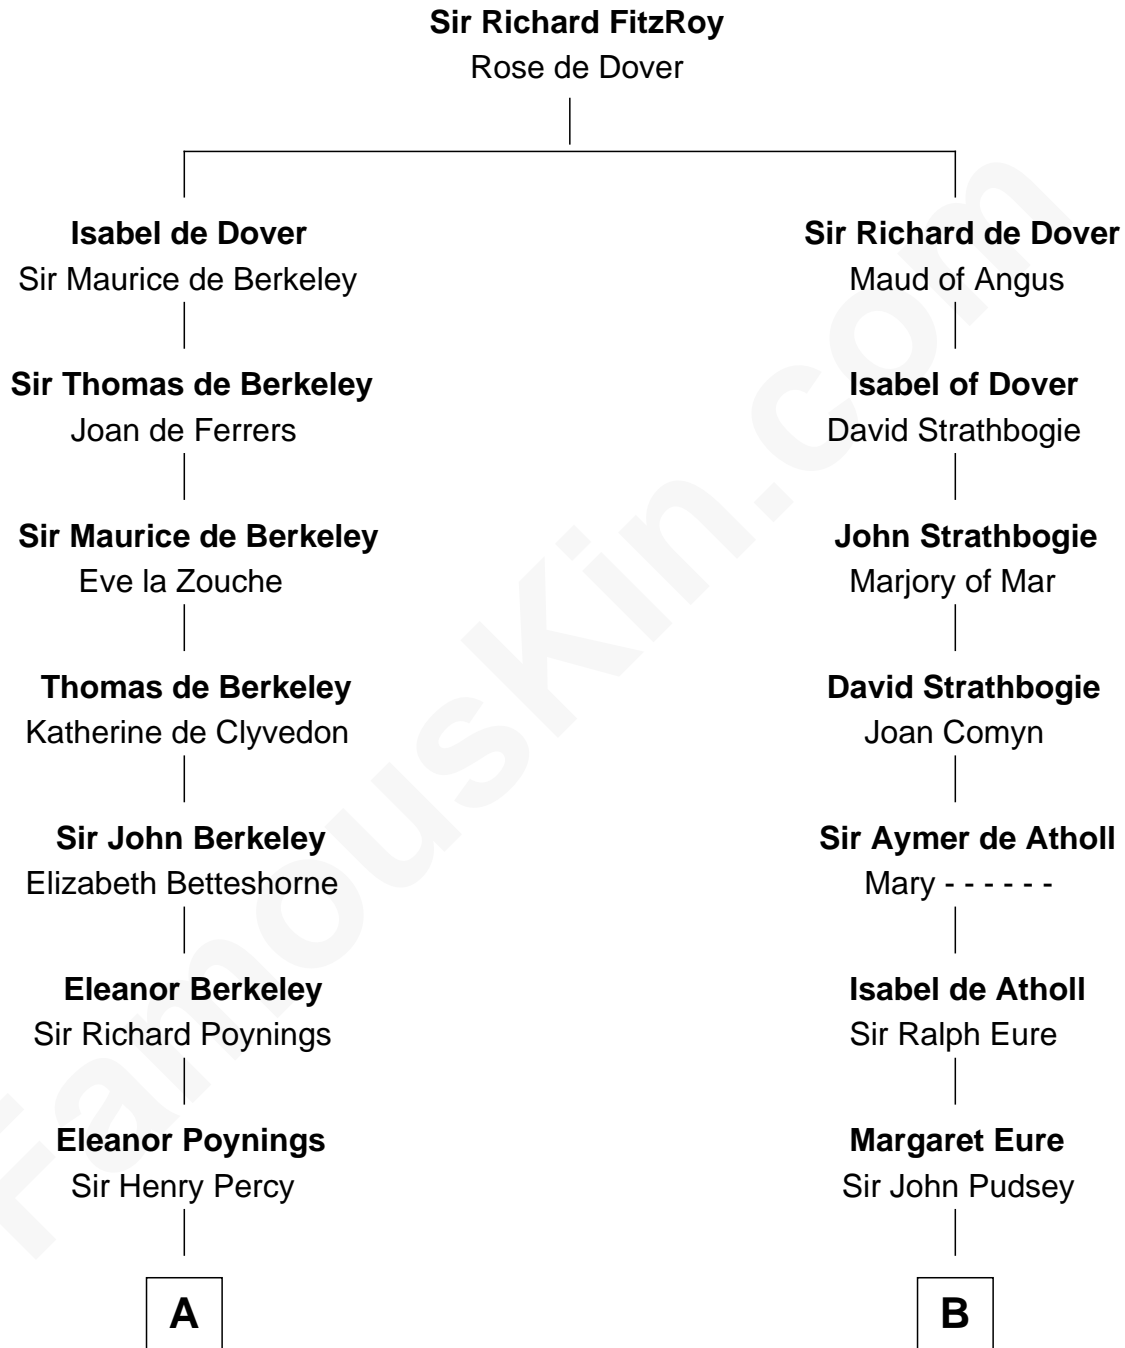 Sir Richard FitzRoy
Rose de Dover
Isabel de Dover
Sir Maurice de Berkeley
Sir Richard de Dover
Maud of Angus
Sir Thomas de Berkeley
Joan de Ferrers
Isabel of Dover
David Strathbogie
Sir Maurice de Berkeley
Eve la Zouche
John Strathbogie
Marjory of Mar
Thomas de Berkeley
Katherine de Clyvedon
David Strathbogie
Joan Comyn
Sir John Berkeley
Elizabeth Betteshorne
Sir Aymer de Atholl
Mary - - - - - -
Eleanor Berkeley
Sir Richard Poynings
Isabel de Atholl
Sir Ralph Eure
Eleanor Poynings
Sir Henry Percy
Margaret Eure
Sir John Pudsey
A
B
FamousKin.com